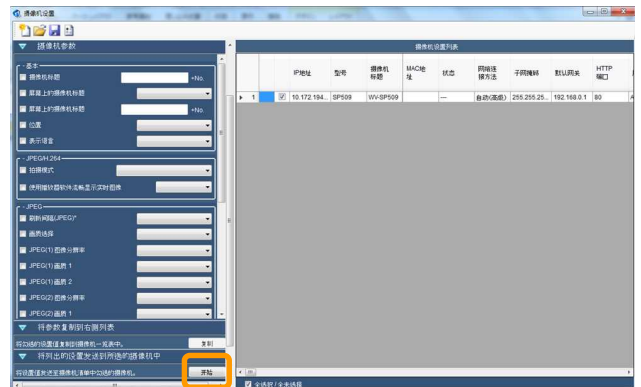 摄像机设置
摄像机参数
基本
摄像机标题
+No.
屏幕上的摄像机标题
屏幕上的摄像机标题
+No.
位置
表示语言
JPEG/H.264
拍摄模式
使用播放器软件流畅显示实时图像
JPEG
刷新间隔(JPEG)*
画质选择
JPEG(1) 图像分辨率
JPEG(1) 画质 1
JPEG(1) 画质 2
JPEG(2) 图像分辨率
JPEG(2) 画质 1
将参数复制到右侧列表
将勾选的设置值复制到摄像机一览表中。
复制
将列出的设置发送到所选的摄像机中
将设置值发送至摄像机清单中勾选的摄像机。
开始
摄像机设置列表
IP地址 型号 摄像机标题 MAC地址 状态 网络连接方法 子网掩码 默认网关 HTTP端口
1 10.172.194... SP509 WV-SP509 — 自动(高级) 255.255.25... 192.168.0.1 80 A
全选择/全未选择